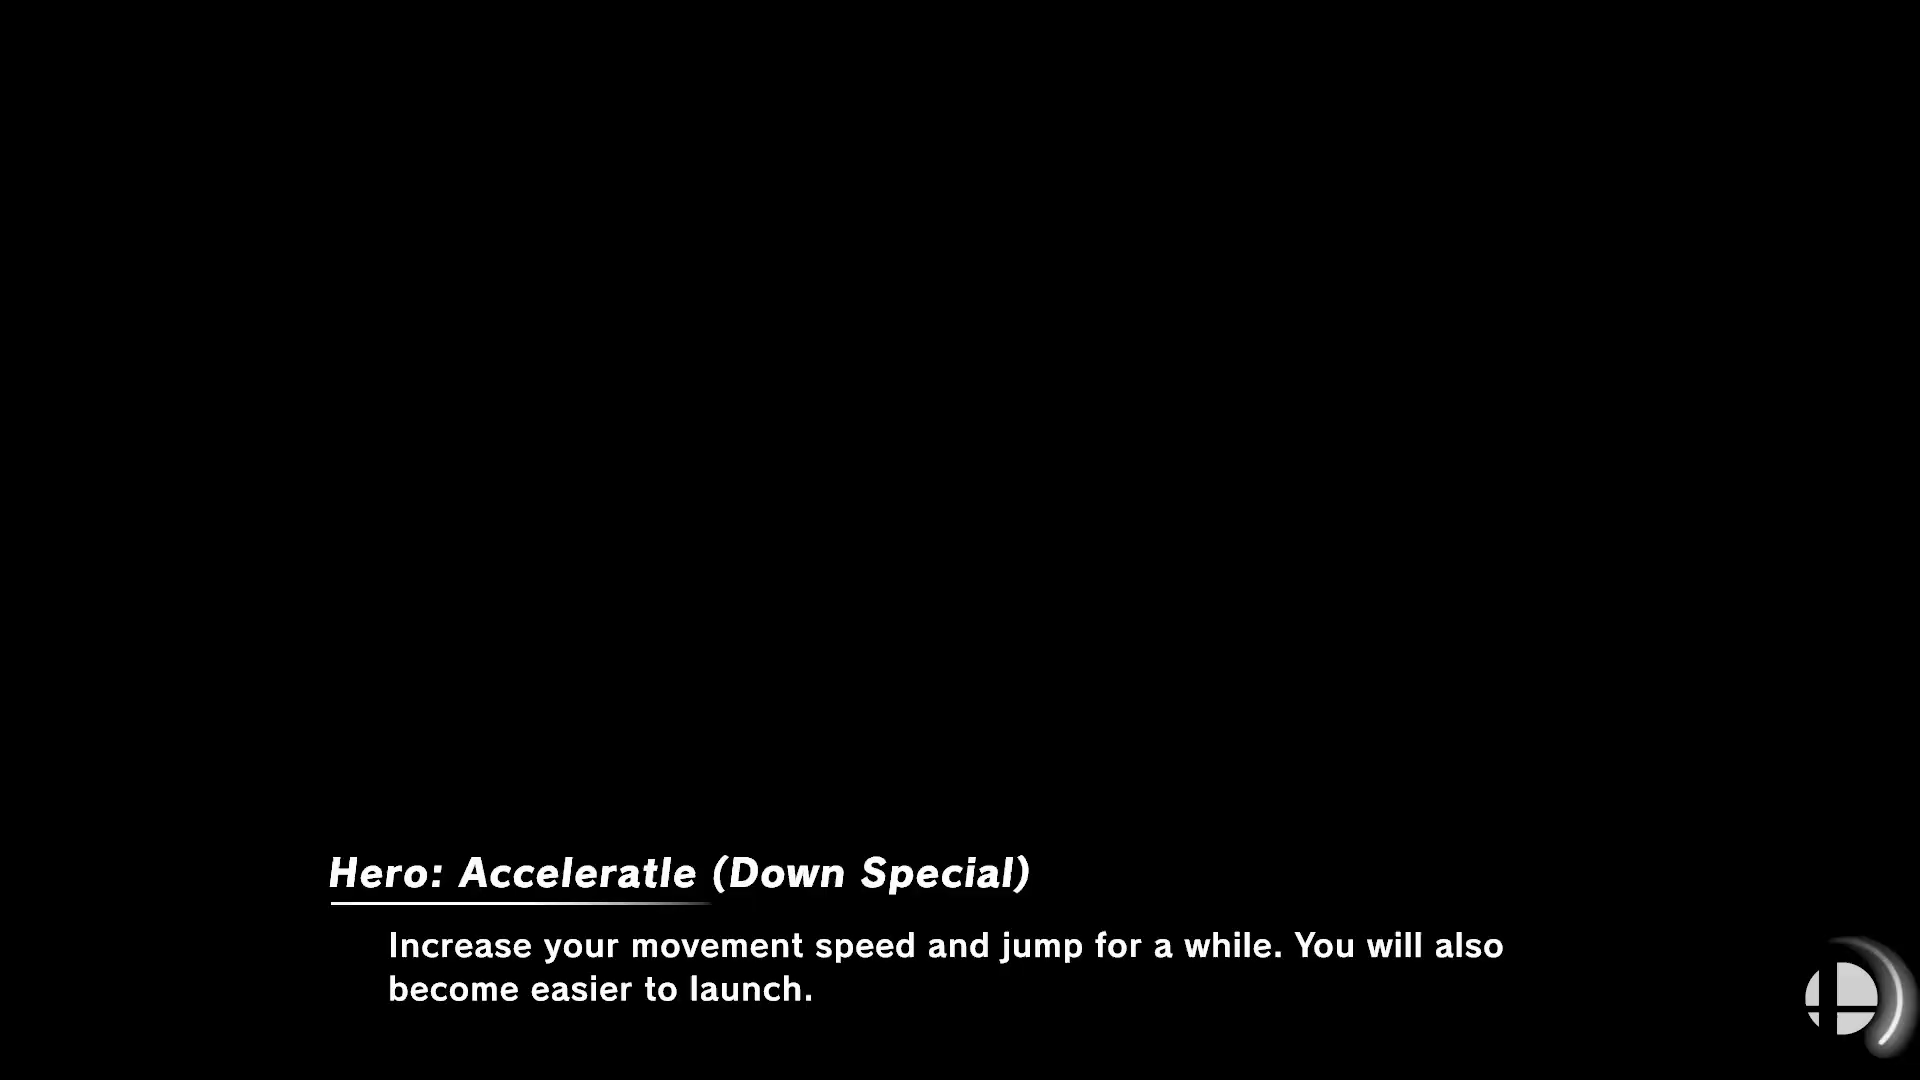 Hero: Acceleratle (Down Special)
Increase your movement speed and jump for a while. You will also
become easier to launch.